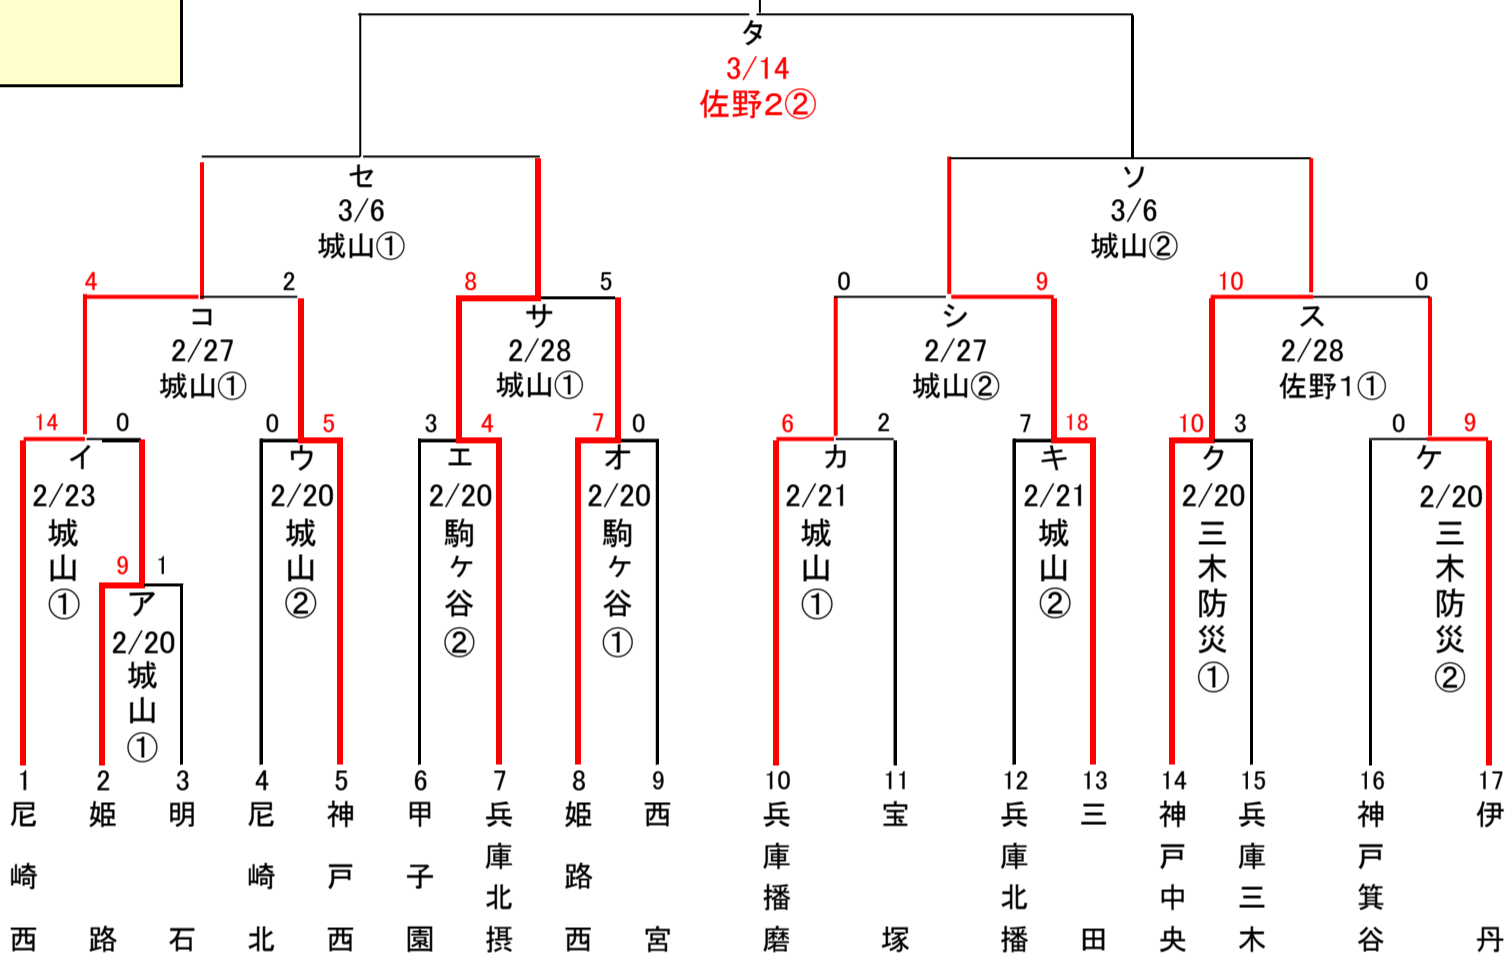 タ
3/14
佐野2②
セ
3/6
城山①
ソ
3/6
城山②
4 2 8 5 0 9 10 0
コ
2/27
城山①
サ
2/28
城山①
シ
2/27
城山②
ス
2/28
佐野1①
14 0 0 5 3 4 7 0 6 2 7 18 10 3 0 9
イ
2/23
城山①
ウ
2/20
城山②
エ
2/20
駒ヶ谷②
オ
2/20
駒ヶ谷①
カ
2/21
城山①
キ
2/21
城山②
ク
2/20
三木防災①
ケ
2/20
三木防災②
9 1
ア
2/20
城山①
1 尼崎西
2 姫路
3 明石
4 尼崎北
5 神戸西
6 甲子園
7 兵庫北摂
8 姫路西
9 西宮
10 兵庫播磨
11 宝塚
12 兵庫北播
13 三田
14 神戸中央
15 兵庫三木
16 神戸箕谷
17 伊丹